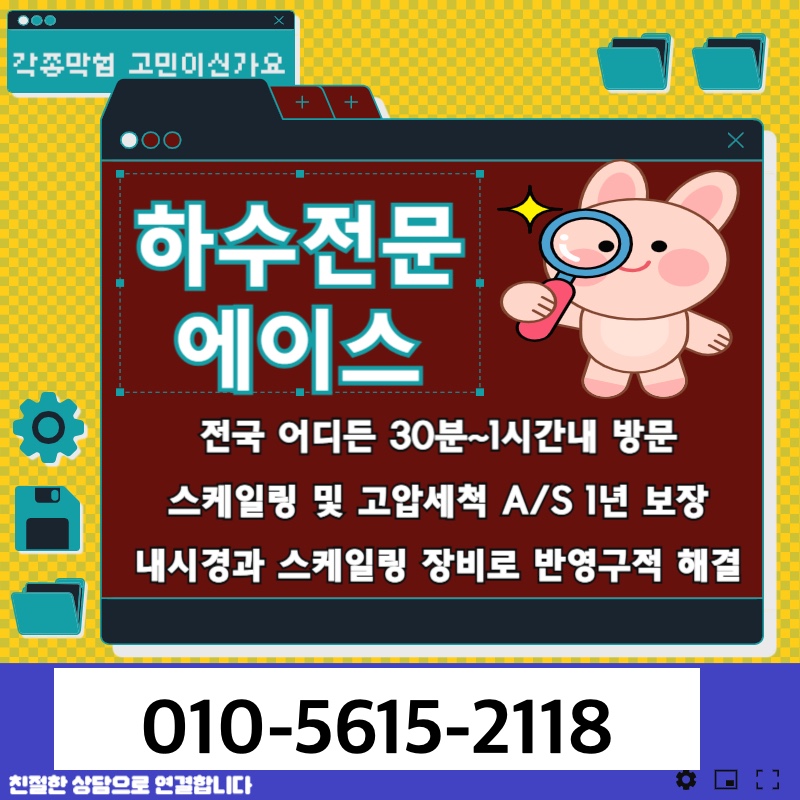 각종막힘 고민이신가요
하수전문
에이스
전국 어디든 30분~1시간내 방문
스케일링 및 고압세척 A/S 1년 보장
내시경과 스케일링 장비로 반영구적 해결
010-5615-2118
친절한 상담으로 연결합니다